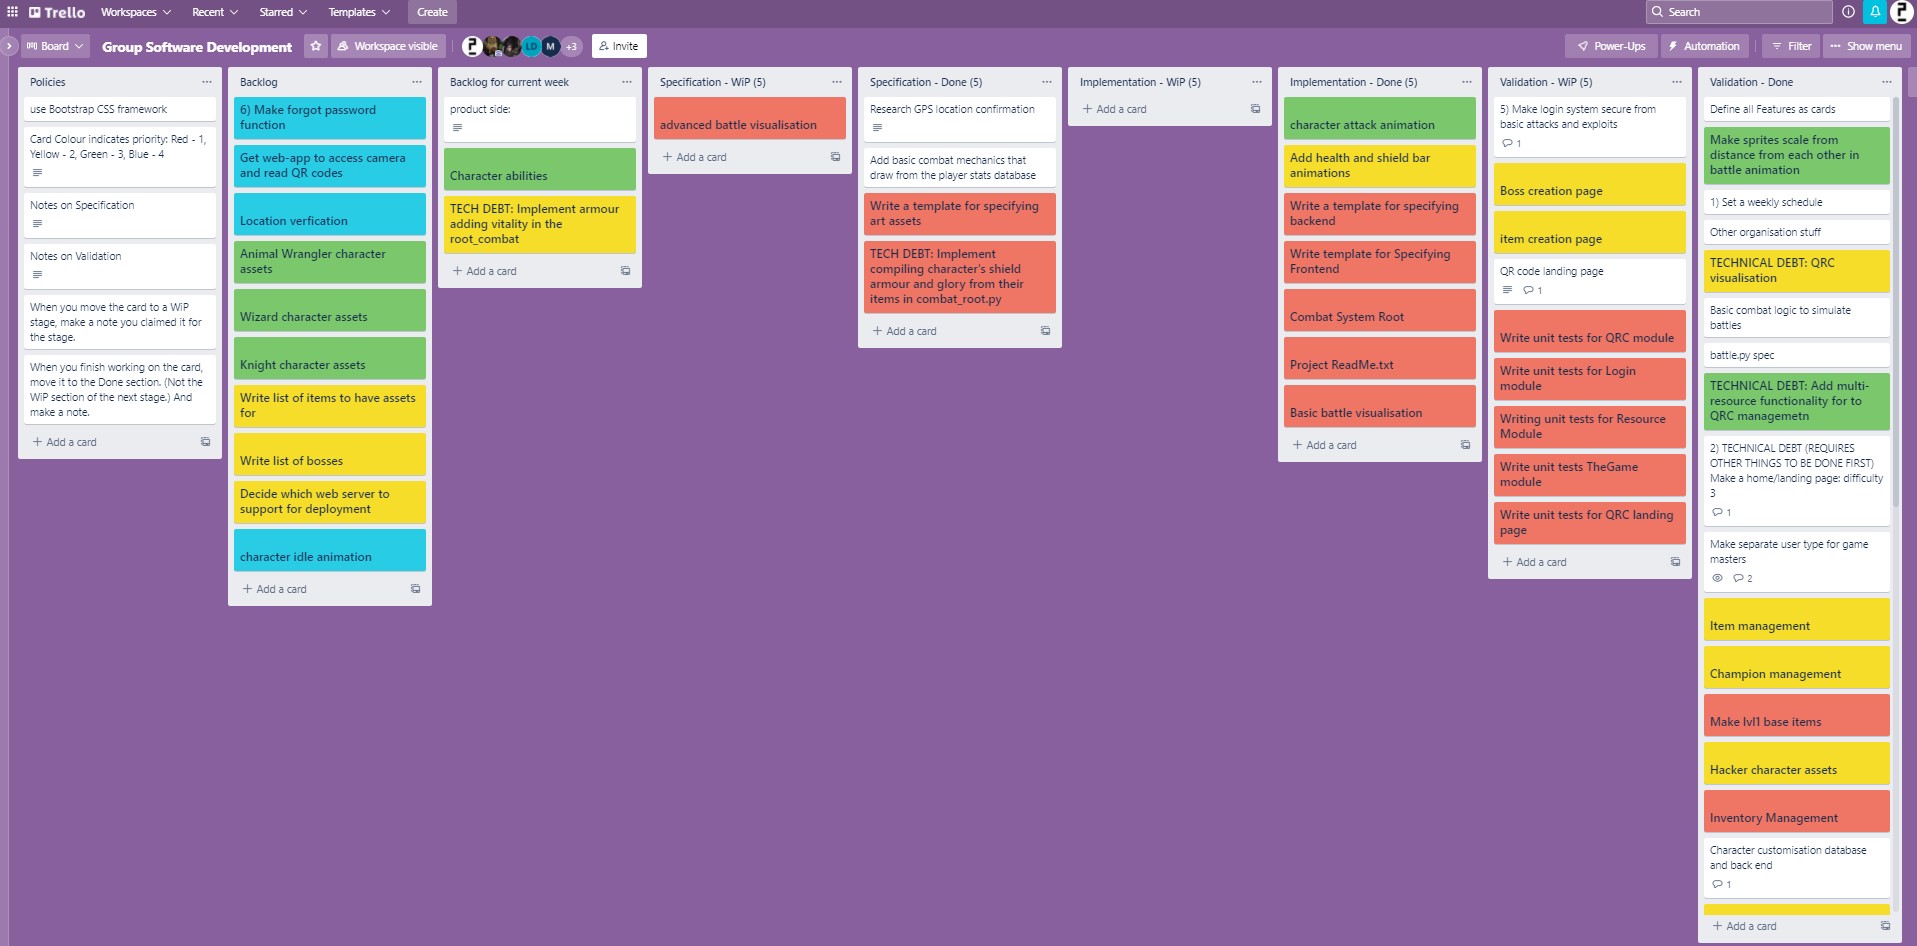 Trello
Workspaces
Recent
Starred
Templates
Create
Search
Board
Group Software Development
Workspace visible
LD
M
+3
Invite
Power-Ups
Automation
Filter
Show menu
Policies
use Bootstrap CSS framework
Card Colour indicates priority: Red - 1,
Yellow - 2, Green - 3, Blue - 4
Notes on Specification
Notes on Validation
When you move the card to a WiP
stage, make a note you claimed it for
the stage.
When you finish working on the card,
move it to the Done section. (Not the
WiP section of the next stage.) And
make a note.
+ Add a card
Backlog
6) Make forgot password
function
Get web-app to access camera
and read QR codes
Location verfication
Animal Wrangler character
assets
Wizard character assets
Knight character assets
Write list of items to have assets
for
Write list of bosses
Decide which web server to
support for deployment
character idle animation
+ Add a card
Backlog for current week
product side:
Character abilities
TECH DEBT: Implement armour
adding vitality in the
root_combat
+ Add a card
Specification - WiP (5)
advanced battle visualisation
+ Add a card
Specification - Done (5)
Research GPS location confirmation
Add basic combat mechanics that
draw from the player stats database
Write a template for specifying
art assets
TECH DEBT: Implement
compiling character's shield
armour and glory from their
items in combat_root.py
+ Add a card
Implementation - WiP (5)
+ Add a card
Implementation - Done (5)
character attack animation
Add health and shield bar
animations
Write a template for specifying
backend
Write template for Specifying
Frontend
Combat System Root
Project ReadMe.txt
Basic battle visualisation
+ Add a card
Validation - WiP (5)
5) Make login system secure from
basic attacks and exploits
1
Boss creation page
item creation page
QR code landing page
1
Write unit tests for QRC module
Write unit tests for Login
module
Writing unit tests for Resource
Module
Write unit tests TheGame
module
Write unit tests for QRC landing
page
+ Add a card
Validation - Done
Define all Features as cards
Make sprites scale from
distance from each other in
battle animation
1) Set a weekly schedule
Other organisation stuff
TECHNICAL DEBT: QRC
visualisation
Basic combat logic to simulate
battles
battle.py spec
TECHNICAL DEBT: Add multi-
resource functionality for to
QRC managemetn
2) TECHNICAL DEBT (REQUIRES
OTHER THINGS TO BE DONE FIRST)
Make a home/landing page: difficulty
3
1
Make separate user type for game
masters
2
Item management
Champion management
Make lvl1 base items
Hacker character assets
Inventory Management
Character customisation database
and back end
1
+ Add a card